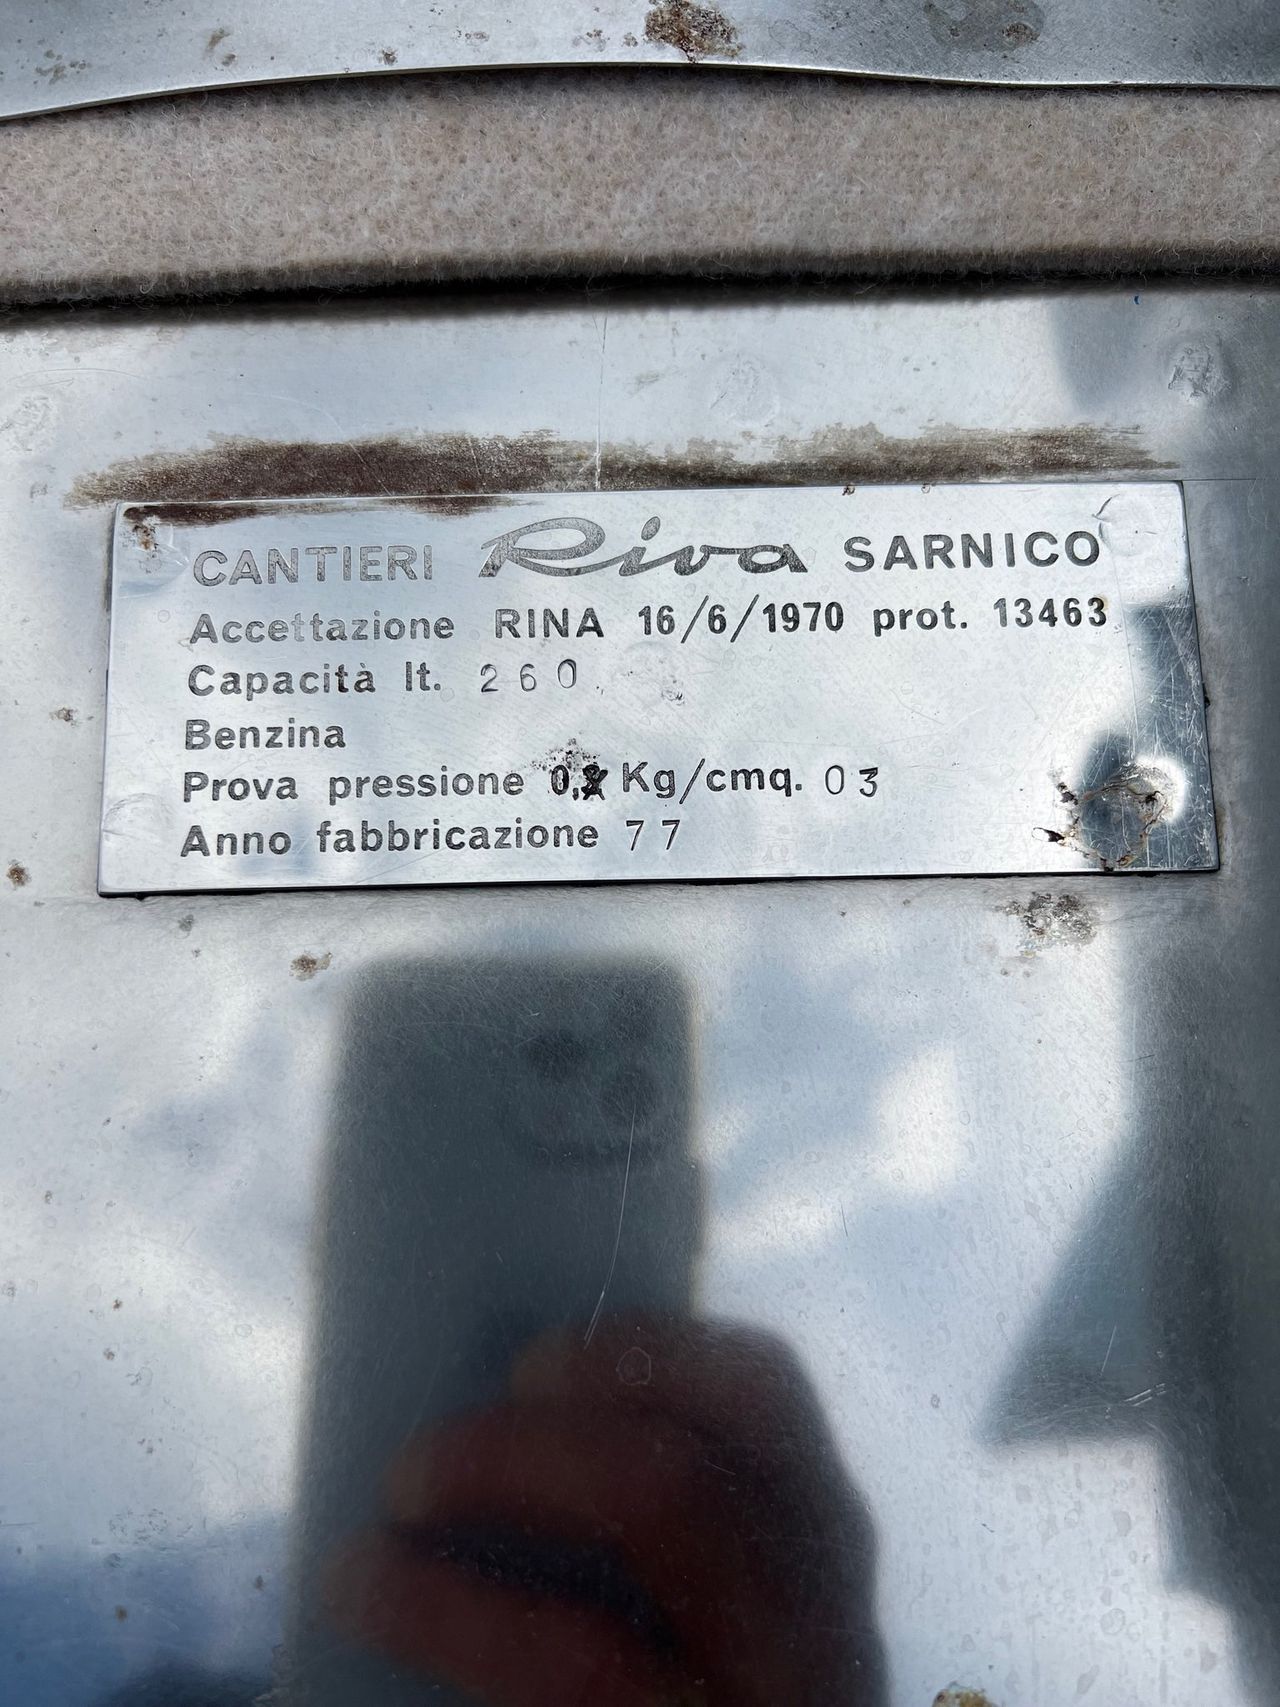 CANTIERI Riva SARNICO
Accettazione RINA 16/6/1970 prot. 13463
Capacità lt. 260
Benzina
Prova pressione Kg/cmq. 03
Anno fabbricazione 77